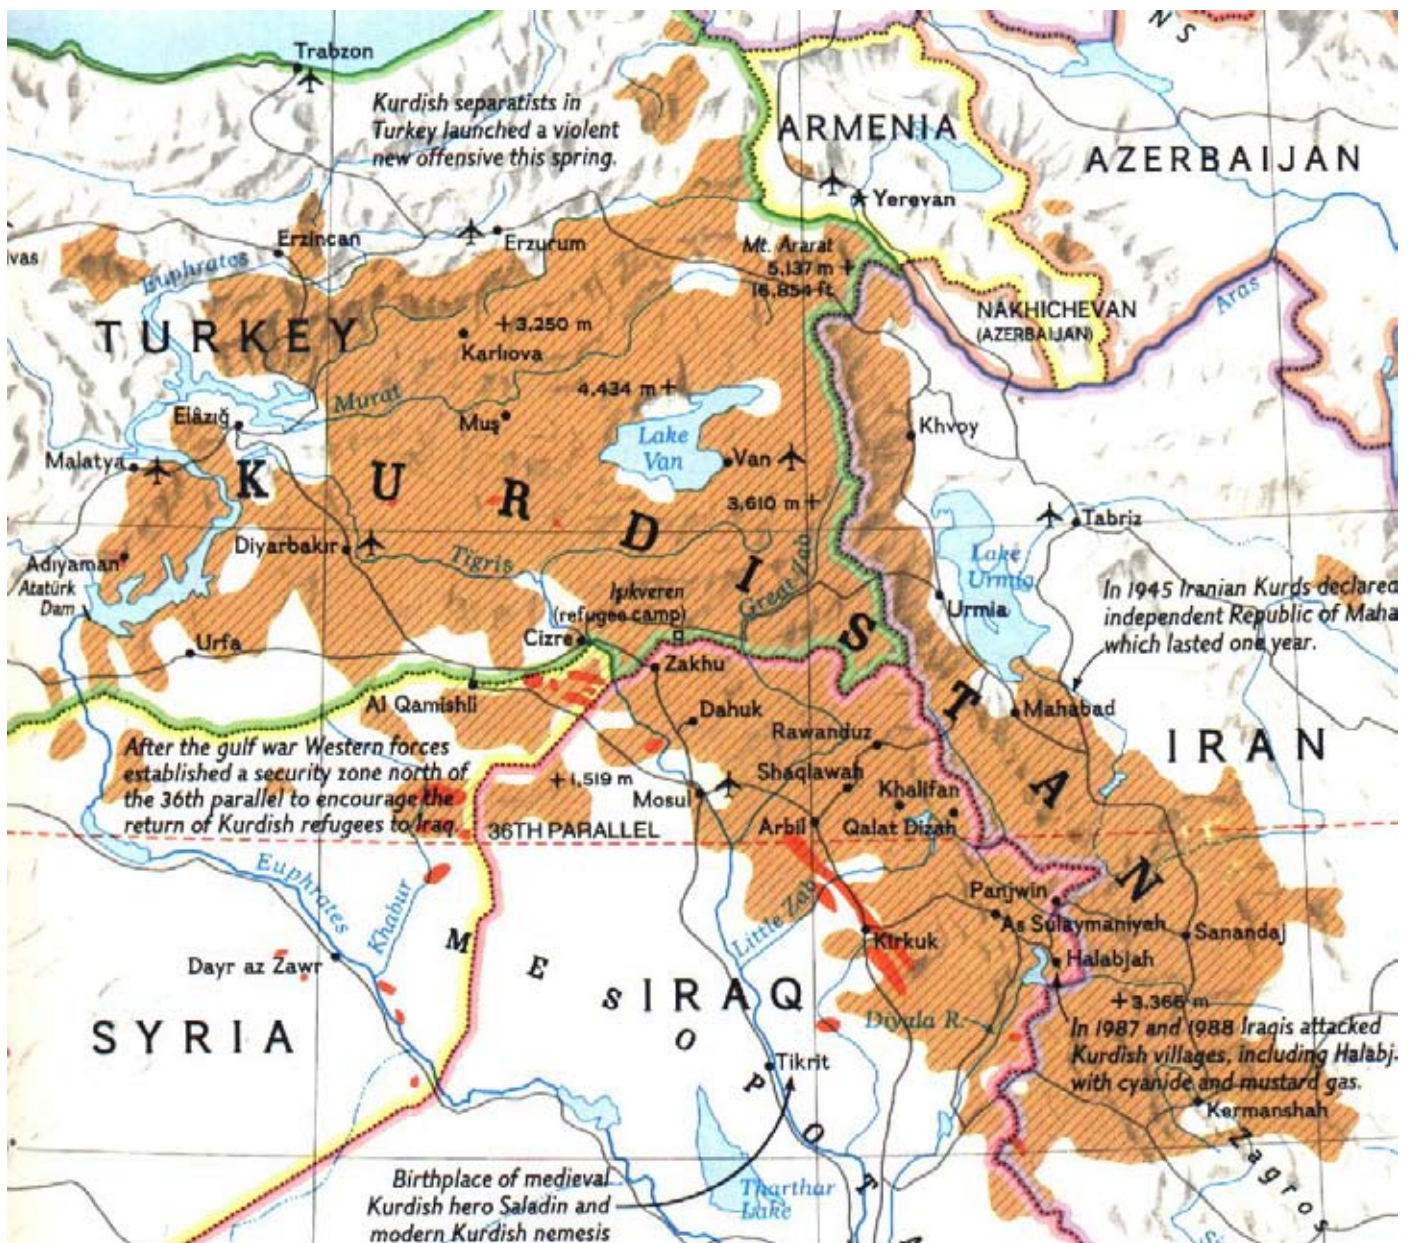 N S
Trabzon
Kurdish separatists in
Turkey launched a violent
new offensive this spring.
ARMENIA
AZERBAIJAN
Yerevan
Erzincan
Erzurum
vas
Euphrates
Mt. Ararat
5,137 m
16,854 ft
NAKHICHEVAN
(AZERBAIJAN)
Aras
TURKEY
3,250 m
Karlıova
Murat
4,434 m
Elâzığ
Muş
Khvoy
Lake
Van
Van
Malatya
KURDISTAN
3,610 m
Tabriz
Diyarbakır
Tigris
Great Zab
Lake
Urmia
Adıyaman
Atatürk
Dam
Işıkveren
(refugee camp)
Urmia
In 1945 Iranian Kurds declared
independent Republic of Maha
which lasted one year.
Urfa
Cizre
Zakhu
Al Qamishli
Dahuk
Mahabad
Rawanduz
IRAN
After the gulf war Western forces
established a security zone north of
the 36th parallel to encourage the
return of Kurdish refugees to Iraq.
1,519 m
Shaqlawah
Mosul
Khalifan
Arbil
Qalat Dizah
36TH PARALLEL
Euphrates
Khabur
Little Zab
Panjwin
As Sulaymaniyah
Sanandaj
Kirkuk
Dayr az Zawr
Halabjah
MESOPOTA
IRAQ
3,366 m
SYRIA
Diyala R.
In 1987 and 1988 Iraqis attacked
Kurdish villages, including Halabj
with cyanide and mustard gas.
Tikrit
Kermanshah
Zagros
Birthplace of medieval
Kurdish hero Saladin and
modern Kurdish nemesis
Tharthar
Lake